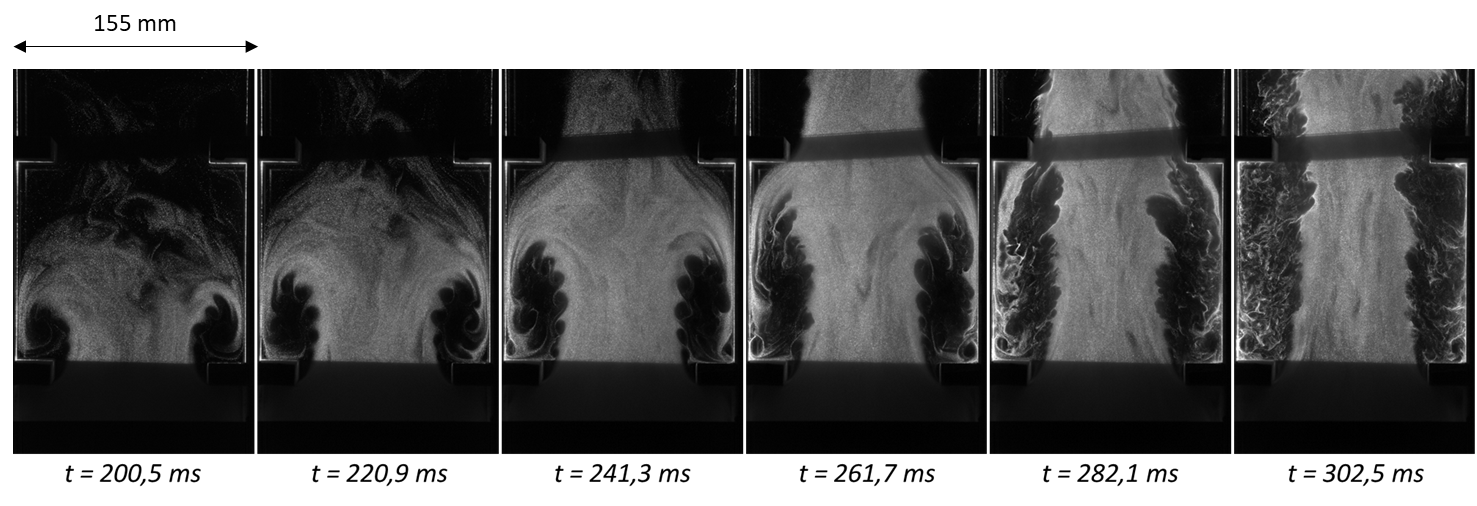 155 mm
t = 200,5 ms
t = 220,9 ms
t = 241,3 ms
t = 261,7 ms
t = 282,1 ms
t = 302,5 ms